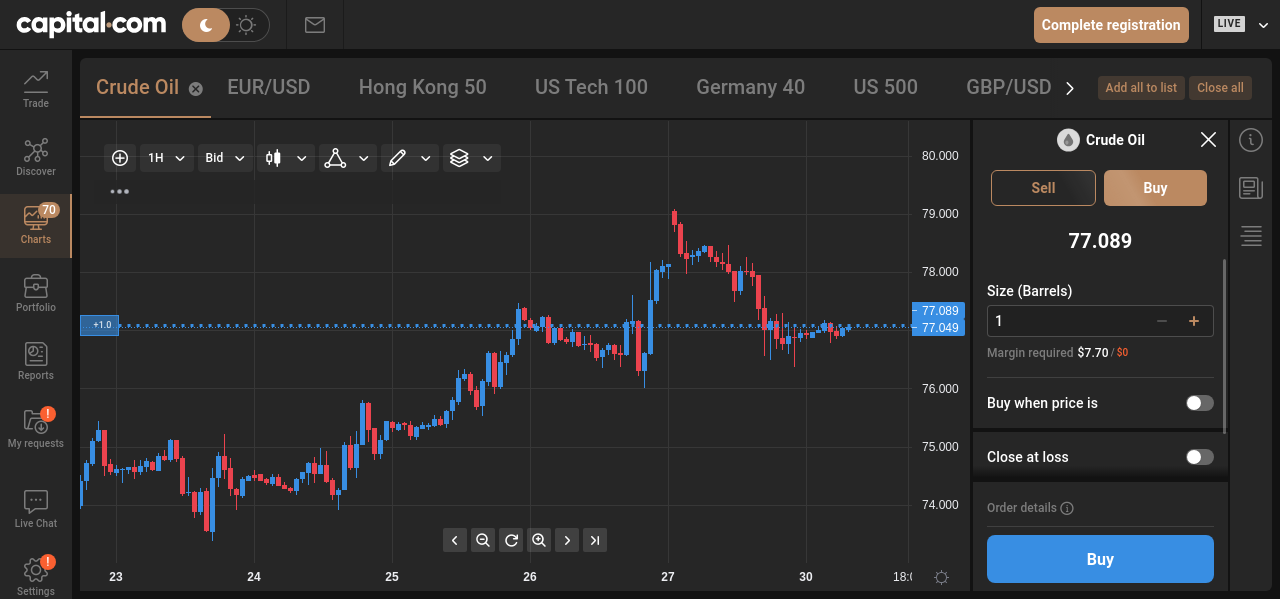 capital.com
Complete registration
LIVE
Trade
Discover
70
Charts
Portfolio
Reports
!
My requests
Live Chat
!
Settings
Crude Oil
EUR/USD
Hong Kong 50
US Tech 100
Germany 40
US 500
GBP/USD
Add all to list
Close all
1H
Bid
80.000
79.000
78.000
77.089
77.049
76.000
75.000
74.000
+1.0
23
24
25
26
27
30
18:0
Crude Oil
Sell
Buy
77.089
Size (Barrels)
1
Margin required $7.70 / $0
Buy when price is
Close at loss
Order details
Buy